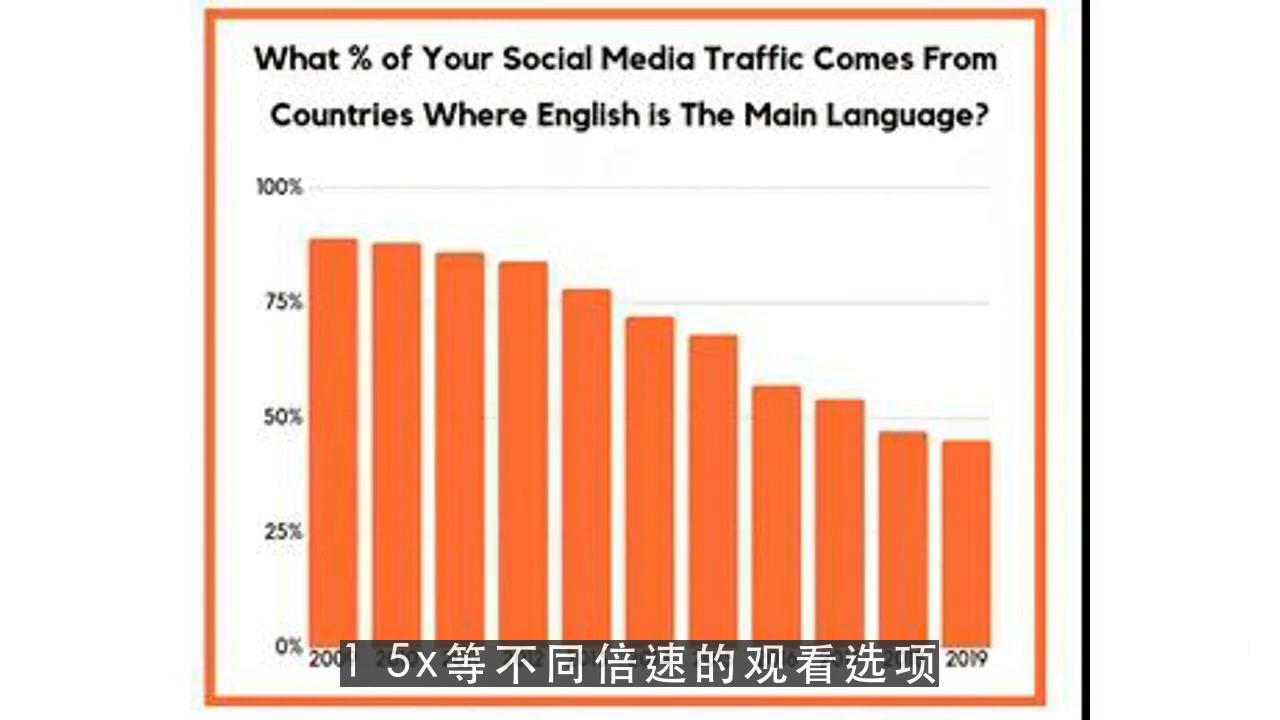 What % of Your Social Media Traffic Comes From
Countries Where English is The Main Language?
100%
75%
50%
25%
0%
2009 2019
1 5x等不同倍速的观看选项